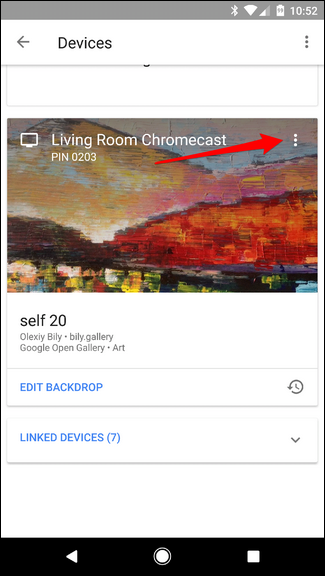 10:52
Devices
Living Room Chromecast
PIN 0203
self 20
Olexiy Bily • bily.gallery
Google Open Gallery • Art
EDIT BACKDROP
LINKED DEVICES (7)